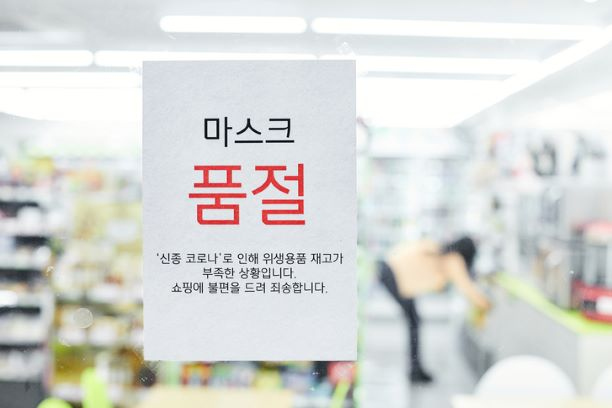 마스크
품절
'신종 코로나'로 인해 위생용품 재고가
부족한 상황입니다.
쇼핑에 불편을 드려 죄송합니다.